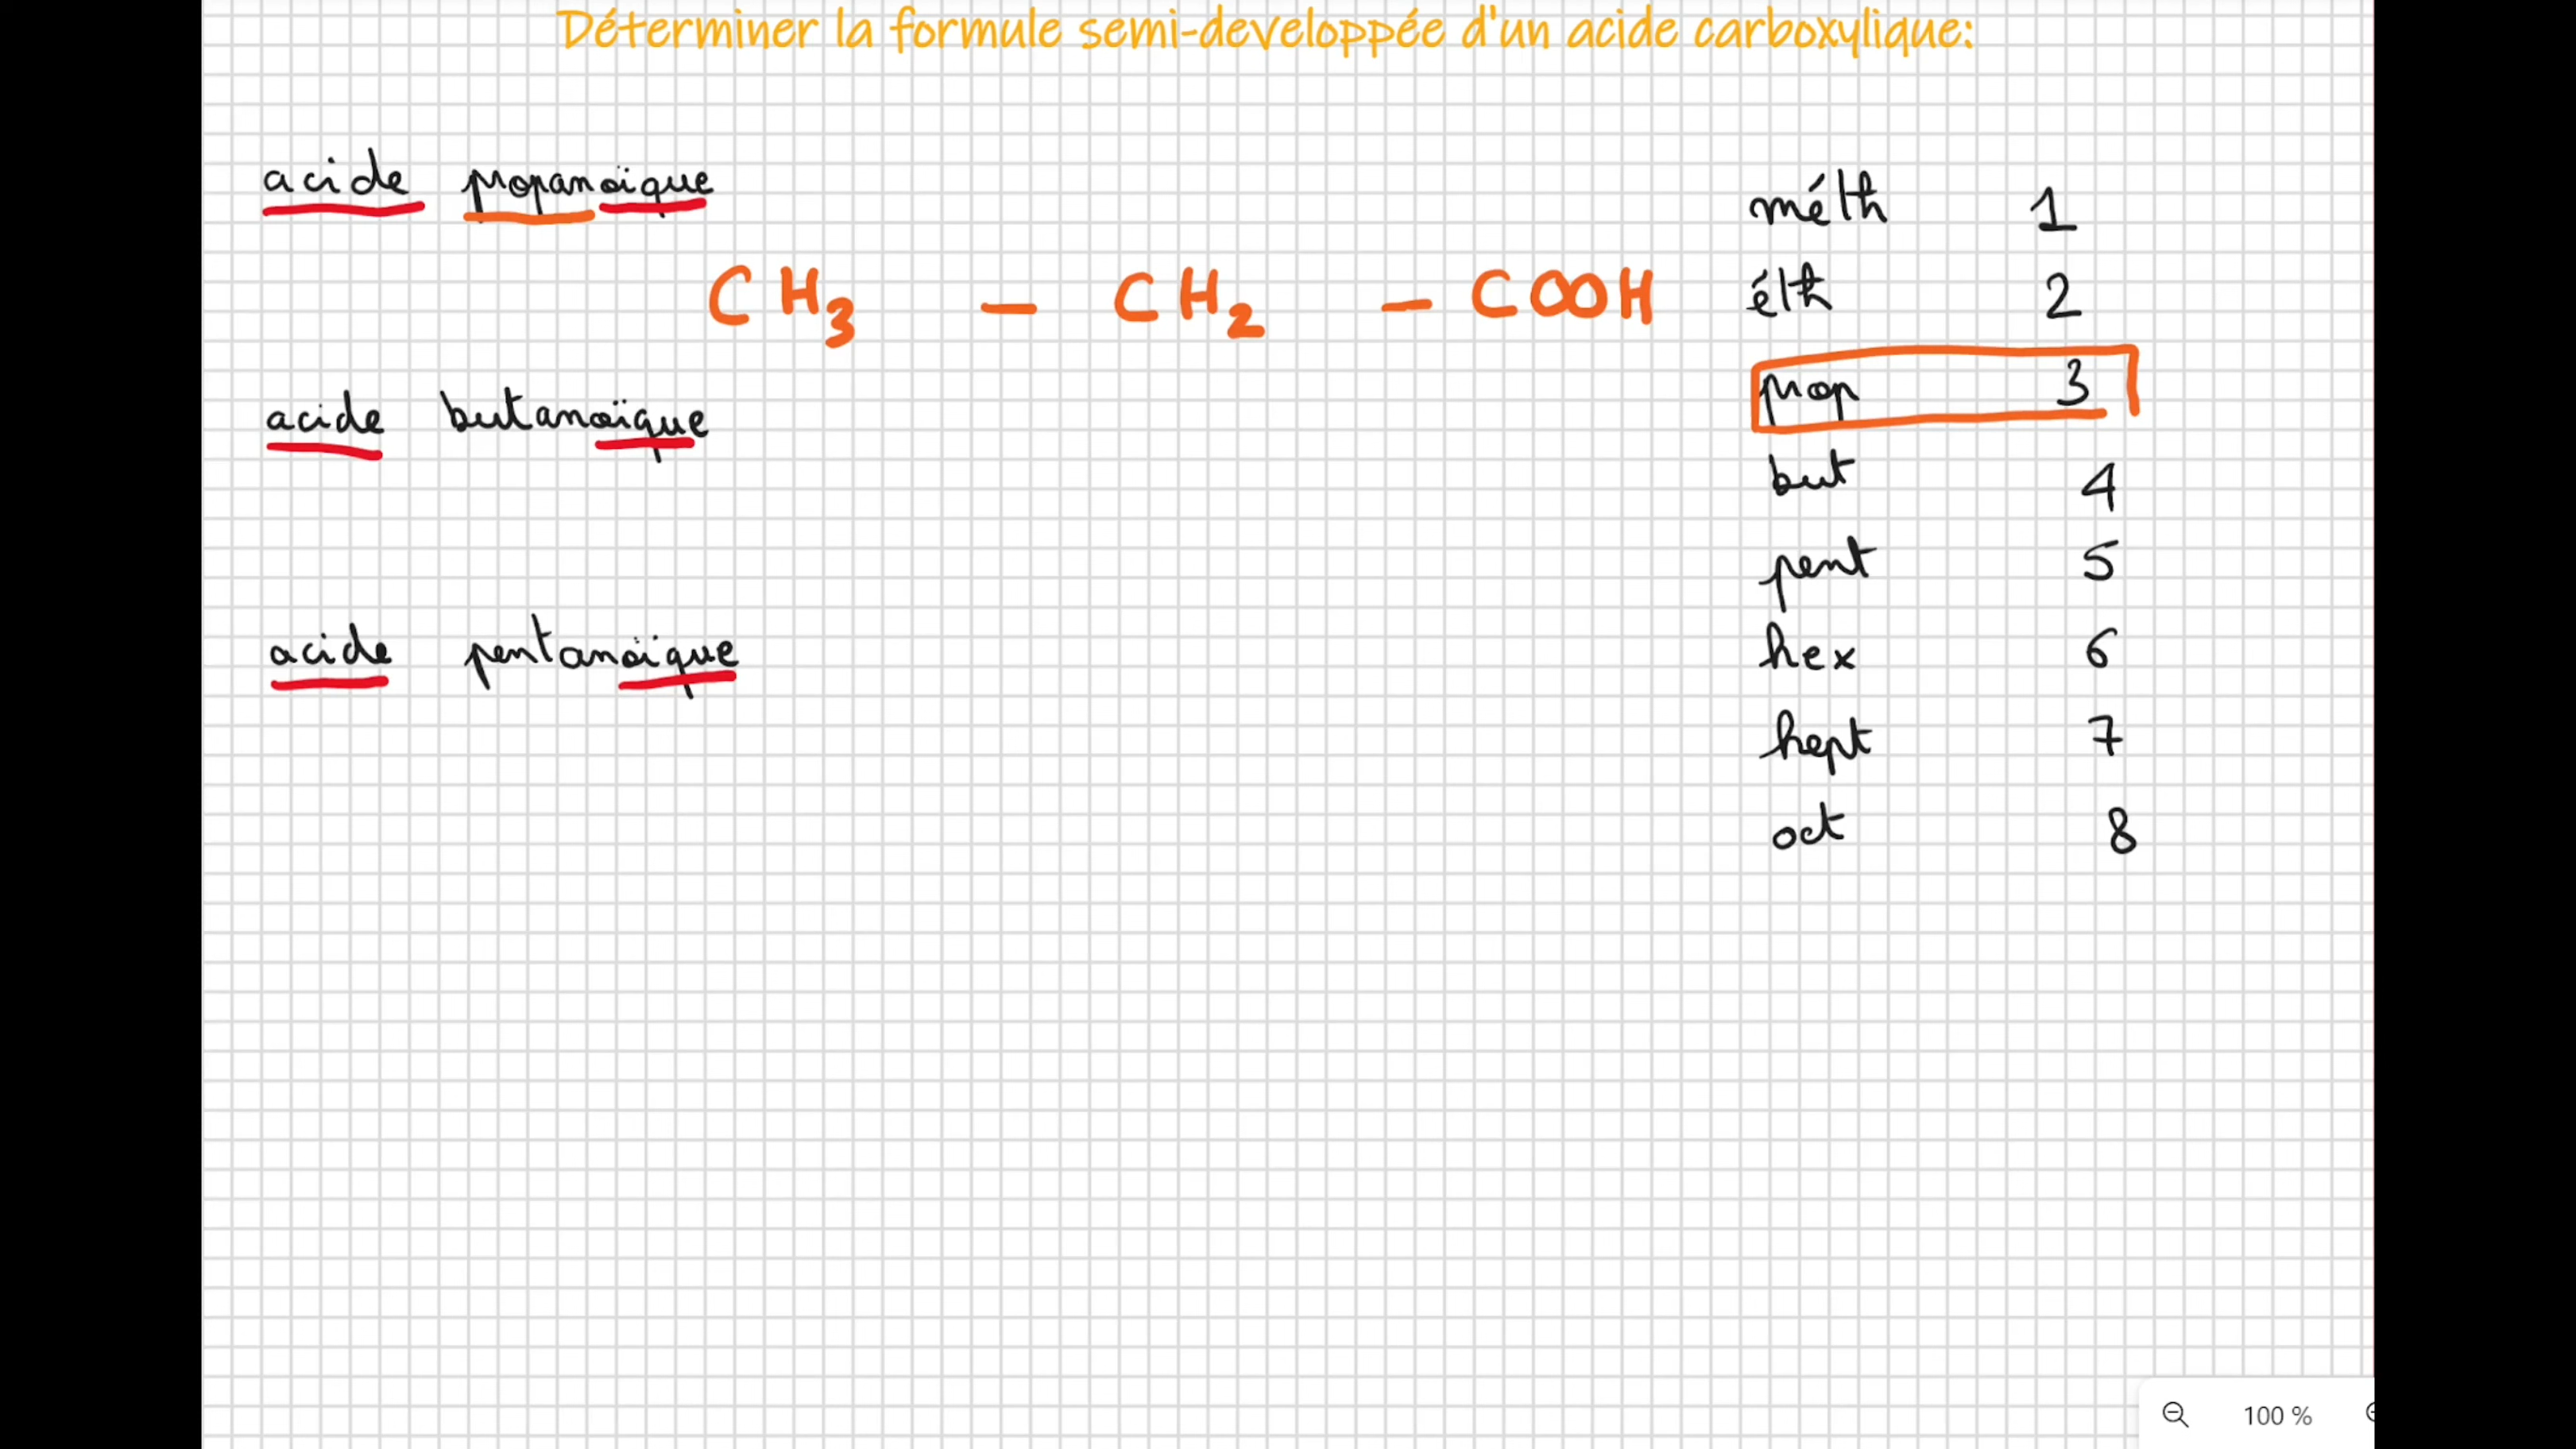 Déterminer la formule semi-developpée d'un acide carboxylique:
acide propanoïque
CH₃ – CH₂ – COOH
acide butanoïque
acide pentanoïque
méth 1
éth 2
prop 3
but 4
pent 5
hex 6
hept 7
oct 8
100 %